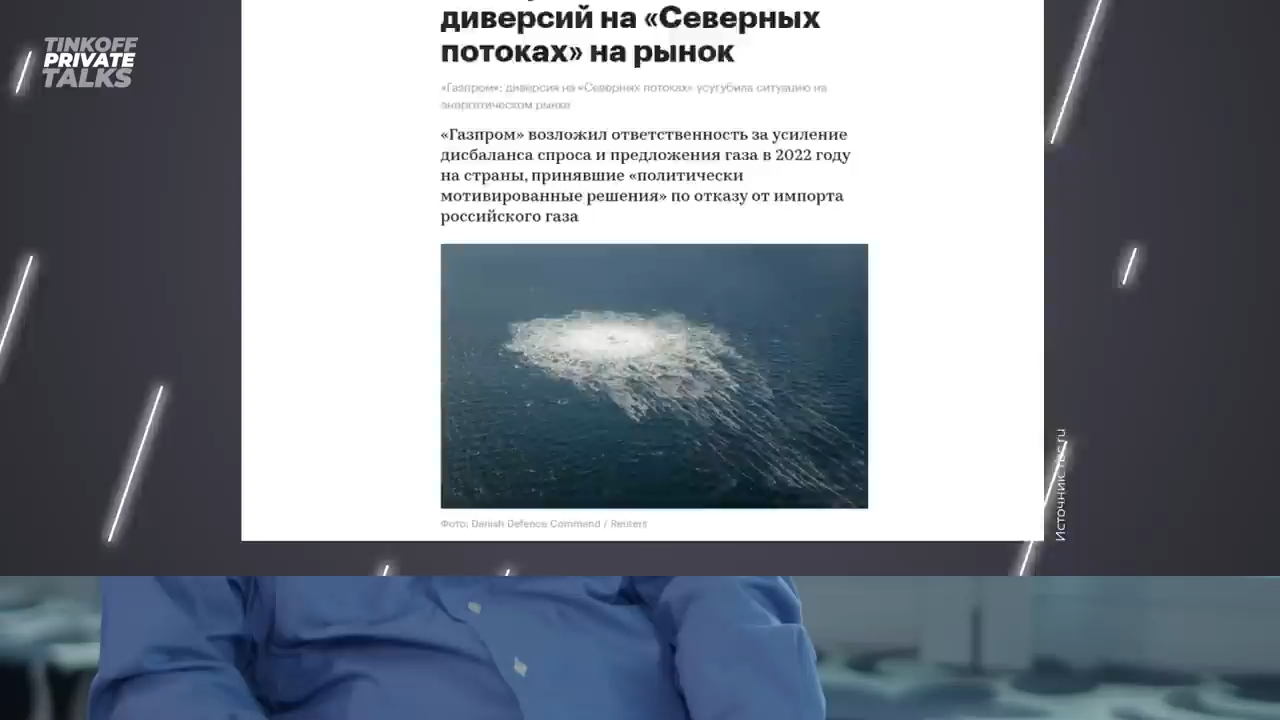 TINKOFF
PRIVATE
TALKS
диверсий на «Северных
потоках» на рынок
«Газпром»: диверсия на «Северных потоках» усугубила ситуацию на
энергетическом рынке
«Газпром» возложил ответственность за усиление
дисбаланса спроса и предложения газа в 2022 году
на страны, принявшие «политически
мотивированные решения» по отказу от импорта
российского газа
Фото: Danish Defence Command / Reuters